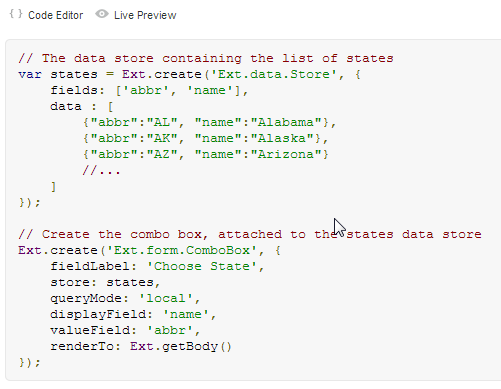 { } Code Editor Live Preview
// The data store containing the list of states
var states = Ext.create('Ext.data.Store', {
    fields: ['abbr', 'name'],
    data : [
        {"abbr":"AL", "name":"Alabama"},
        {"abbr":"AK", "name":"Alaska"},
        {"abbr":"AZ", "name":"Arizona"}
        //...
    ]
});

// Create the combo box, attached to the states data store
Ext.create('Ext.form.ComboBox', {
    fieldLabel: 'Choose State',
    store: states,
    queryMode: 'local',
    displayField: 'name',
    valueField: 'abbr',
    renderTo: Ext.getBody()
});